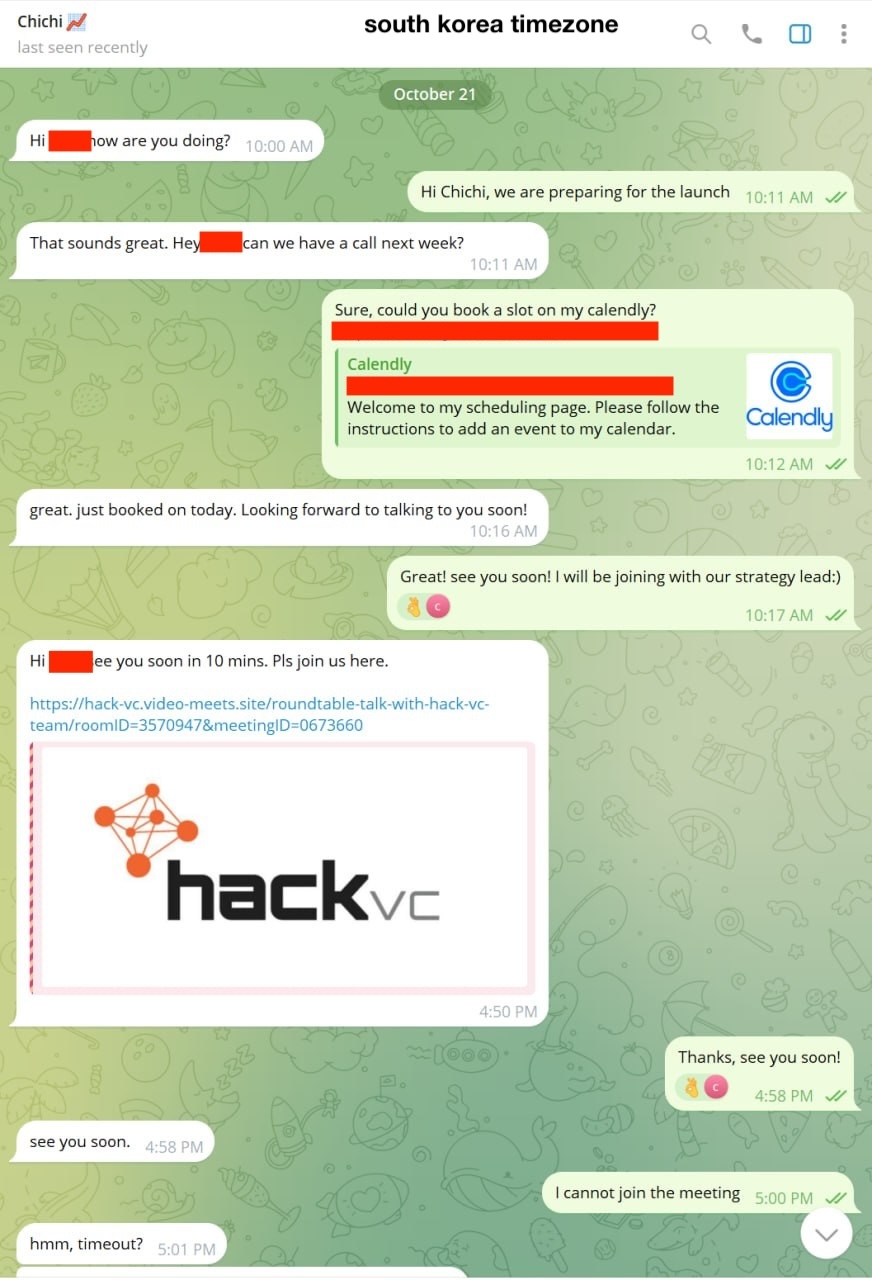 Chichi
south korea timezone
last seen recently
October 21
Hi how are you doing? 10:00 AM
Hi Chichi, we are preparing for the launch 10:11 AM
That sounds great. Hey can we have a call next week?
10:11 AM
Sure, could you book a slot on my calendly?
Calendly
Welcome to my scheduling page. Please follow the
instructions to add an event to my calendar.
Calendly
10:12 AM
great. just booked on today. Looking forward to talking to you soon!
10:16 AM
Great! see you soon! I will be joining with our strategy lead:)
C
10:17 AM
Hi ee you soon in 10 mins. Pls join us here.
https://hack-vc.video-meets.site/roundtable-talk-with-hack-vc-
team/roomID=3570947&meetingID=0673660
hack vc
4:50 PM
Thanks, see you soon!
C
4:58 PM
see you soon. 4:58 PM
I cannot join the meeting 5:00 PM
hmm, timeout? 5:01 PM